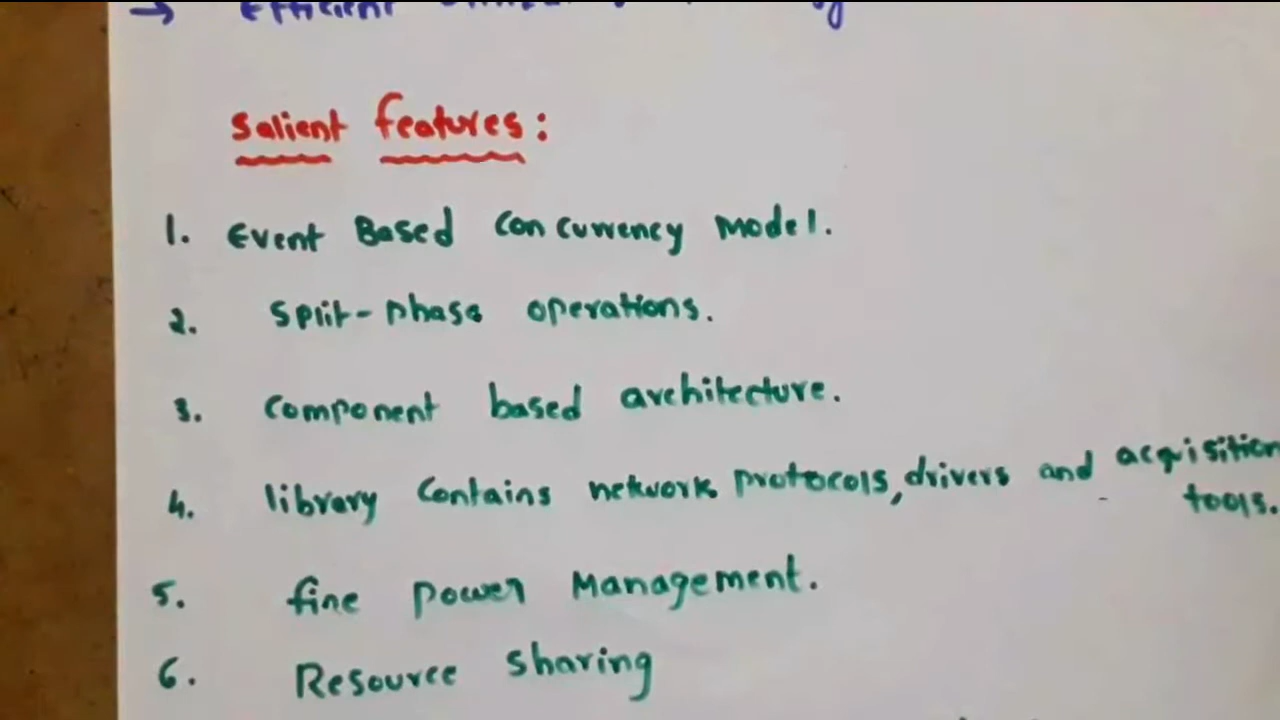 → Efficient
Salient features:
1. Event Based Concurrency Model.
2. Split-phase operations.
3. Component based architecture.
4. library contains network protocols, drivers and acquisition
tools.
5. fine power Management.
6. Resource sharing